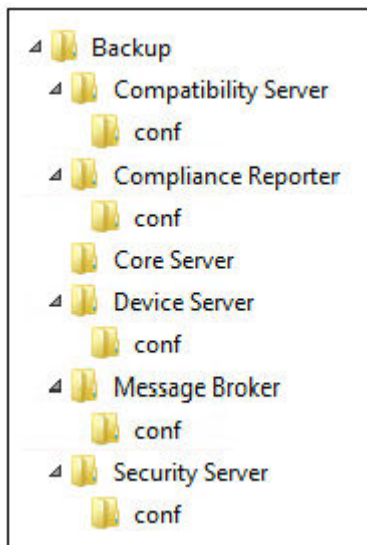 Backup
Compatibility Server
conf
Compliance Reporter
conf
Core Server
Device Server
conf
Message Broker
conf
Security Server
conf